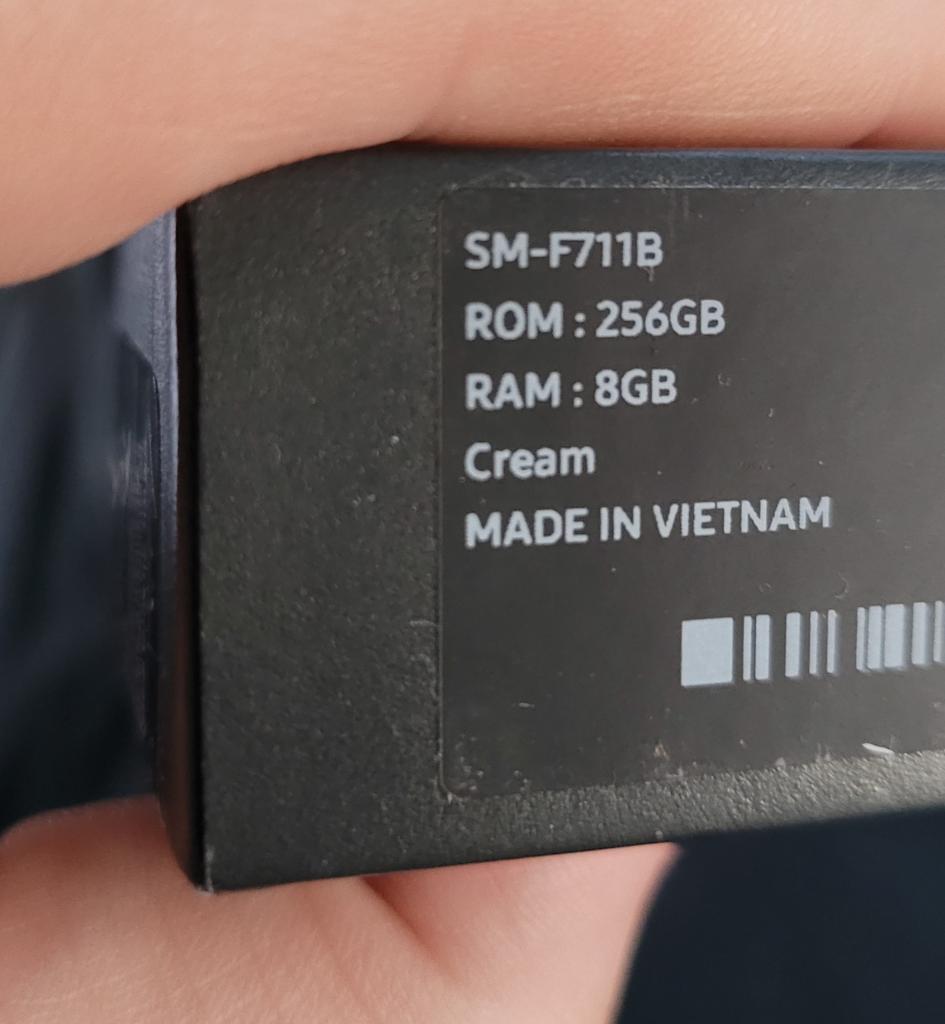 SM-F711B
ROM : 256GB
RAM : 8GB
Cream
MADE IN VIETNAM